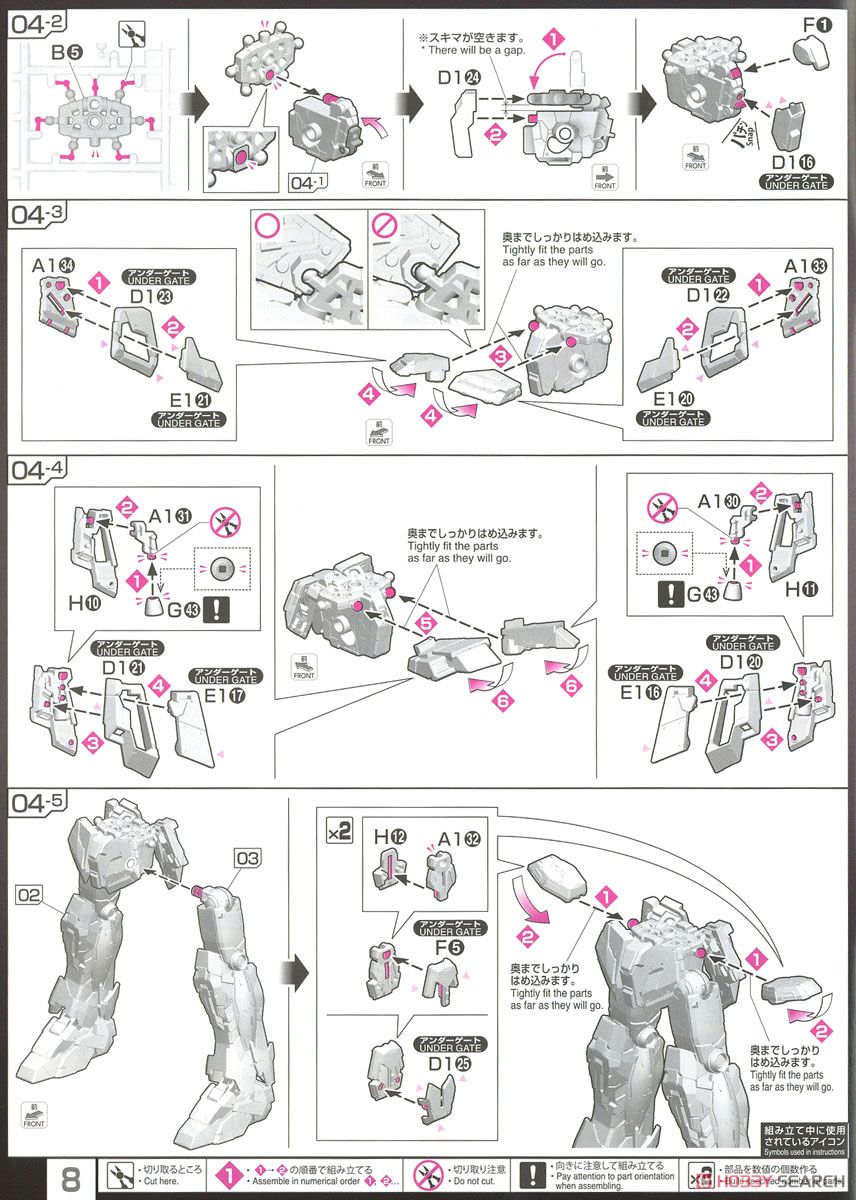 04-2
B5
※スキマが空きます。
* There will be a gap.
1
D1 24
2
F1
04-1
前
FRONT
前
FRONT
パチッ
Snap
前
FRONT
D1 16
アンダーゲート
UNDER GATE
04-3
A1 34
1
アンダーゲート
UNDER GATE
D1 23
2
E1 21
アンダーゲート
UNDER GATE
奥までしっかりはめ込みます。
Tightly fit the parts
as far as they will go.
3
4
4
前
FRONT
アンダーゲート
UNDER GATE
D1 22
1
A1 33
2
E1 20
アンダーゲート
UNDER GATE
04-4
2
A1 31
1
H10
G43
!
アンダーゲート
UNDER GATE
D1 21
アンダーゲート
UNDER GATE
4
E1 17
3
奥までしっかりはめ込みます。
Tightly fit the parts
as far as they will go.
5
6
6
前
FRONT
A1 30
2
1
!
G43
H11
アンダーゲート
UNDER GATE
D1 20
アンダーゲート
UNDER GATE
E1 16
4
3
04-5
02
03
前
FRONT
×2
H12
A1 32
アンダーゲート
UNDER GATE
F5
アンダーゲート
UNDER GATE
D1 25
1
2
奥までしっかり
はめ込みます。
Tightly fit the parts
as far as they will go.
1
2
奥までしっかり
はめ込みます。
Tightly fit the parts
as far as they will go.
組み立て中に使用
されているアイコン
Symbols used in instructions
8
・切り取るところ
・Cut here.
1
・1→2の順番で組み立てる
・Assemble in numerical order 1, 2...
・切り取り注意
・Do not cut.
!
・向きに注意して組み立てる
・Pay attention to part orientation
when assembling.
×2
・部品を数値の個数作る
HOBBY SEARCH